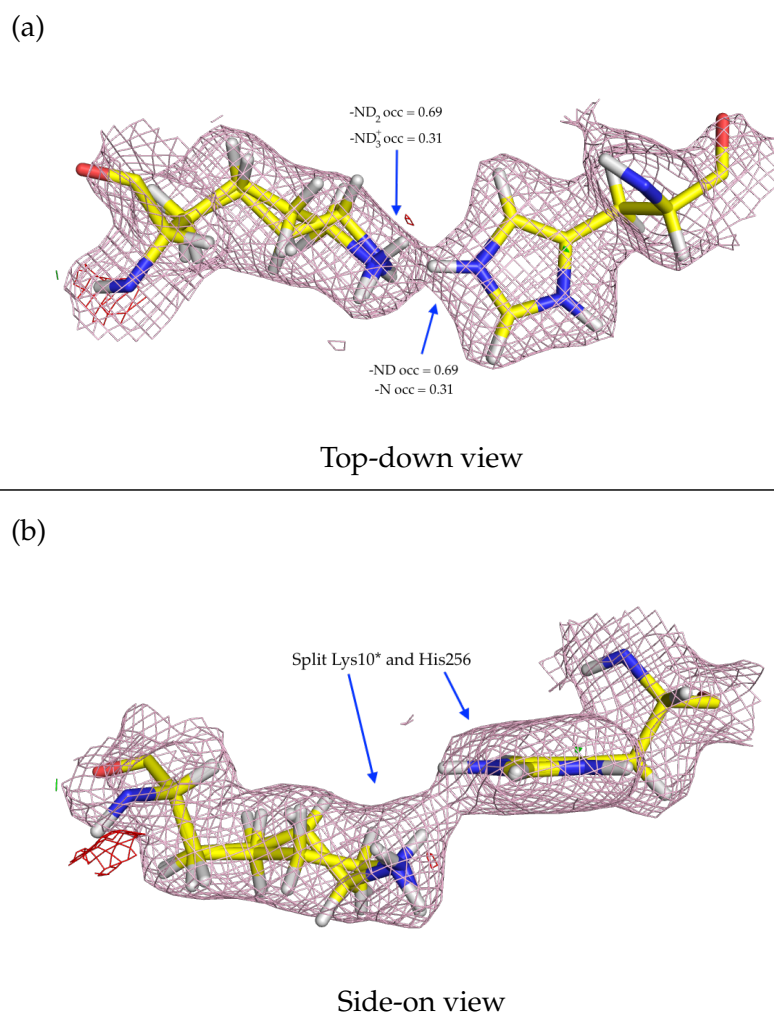 (a)
-ND₂ occ = 0.69
-ND₃⁺ occ = 0.31
-ND occ = 0.69
-N occ = 0.31
Top-down view
(b)
Split Lys10* and His256
Side-on view